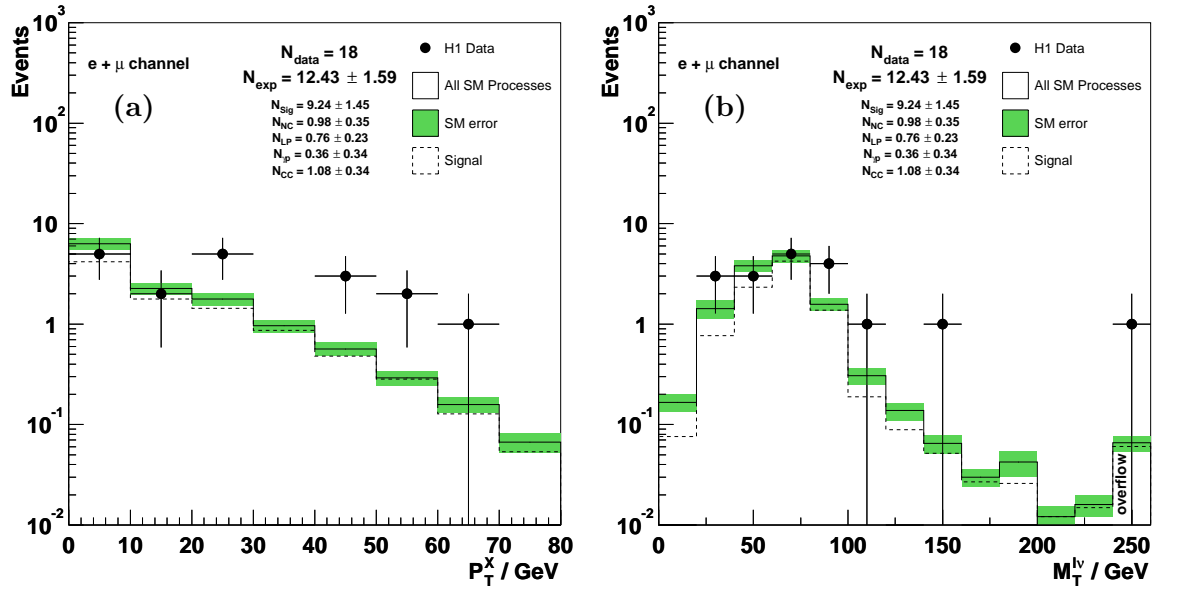 Events
10³
10²
10
1
10⁻¹
10⁻²
(a)
e + μ channel
N_data = 18
N_exp = 12.43 ± 1.59
N_Sig = 9.24 ± 1.45
N_NC = 0.98 ± 0.35
N_LP = 0.76 ± 0.23
N_γp = 0.36 ± 0.34
N_CC = 1.08 ± 0.34
H1 Data
All SM Processes
SM error
Signal
0 10 20 30 40 50 60 70 80
P_T^X / GeV
Events
10³
10²
10
1
10⁻¹
10⁻²
(b)
e + μ channel
N_data = 18
N_exp = 12.43 ± 1.59
N_Sig = 9.24 ± 1.45
N_NC = 0.98 ± 0.35
N_LP = 0.76 ± 0.23
N_γp = 0.36 ± 0.34
N_CC = 1.08 ± 0.34
H1 Data
All SM Processes
SM error
Signal
overflow
0 50 100 150 200 250
M_T^lν / GeV